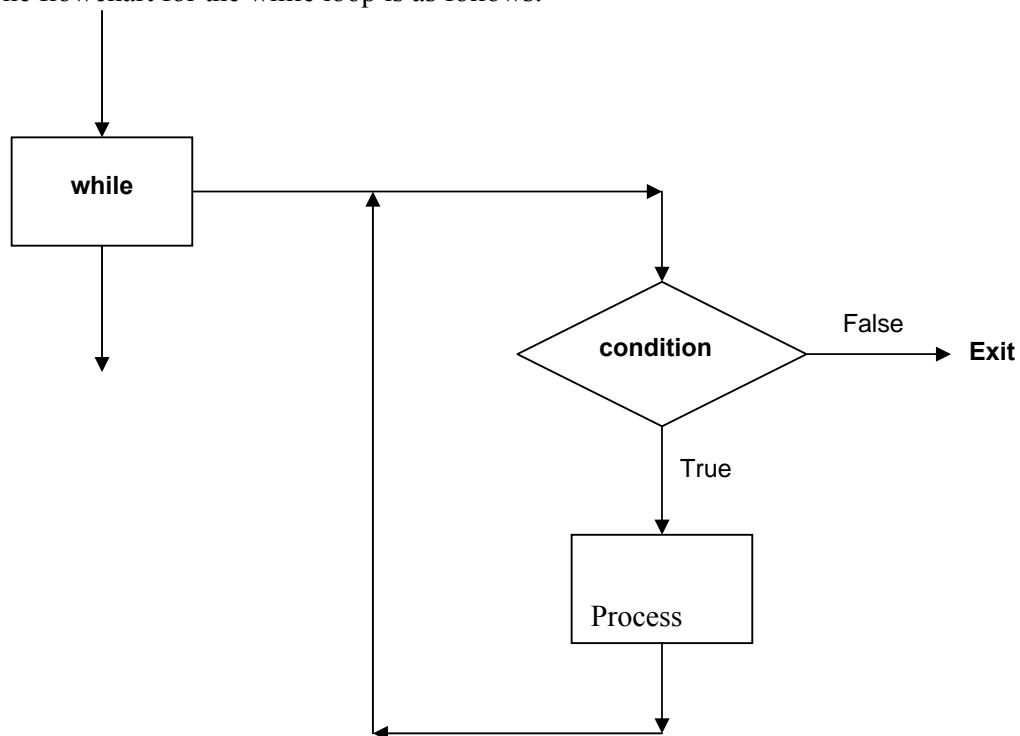 The flowchart for the while loop is as follows:
while
condition
False
Exit
True
Process